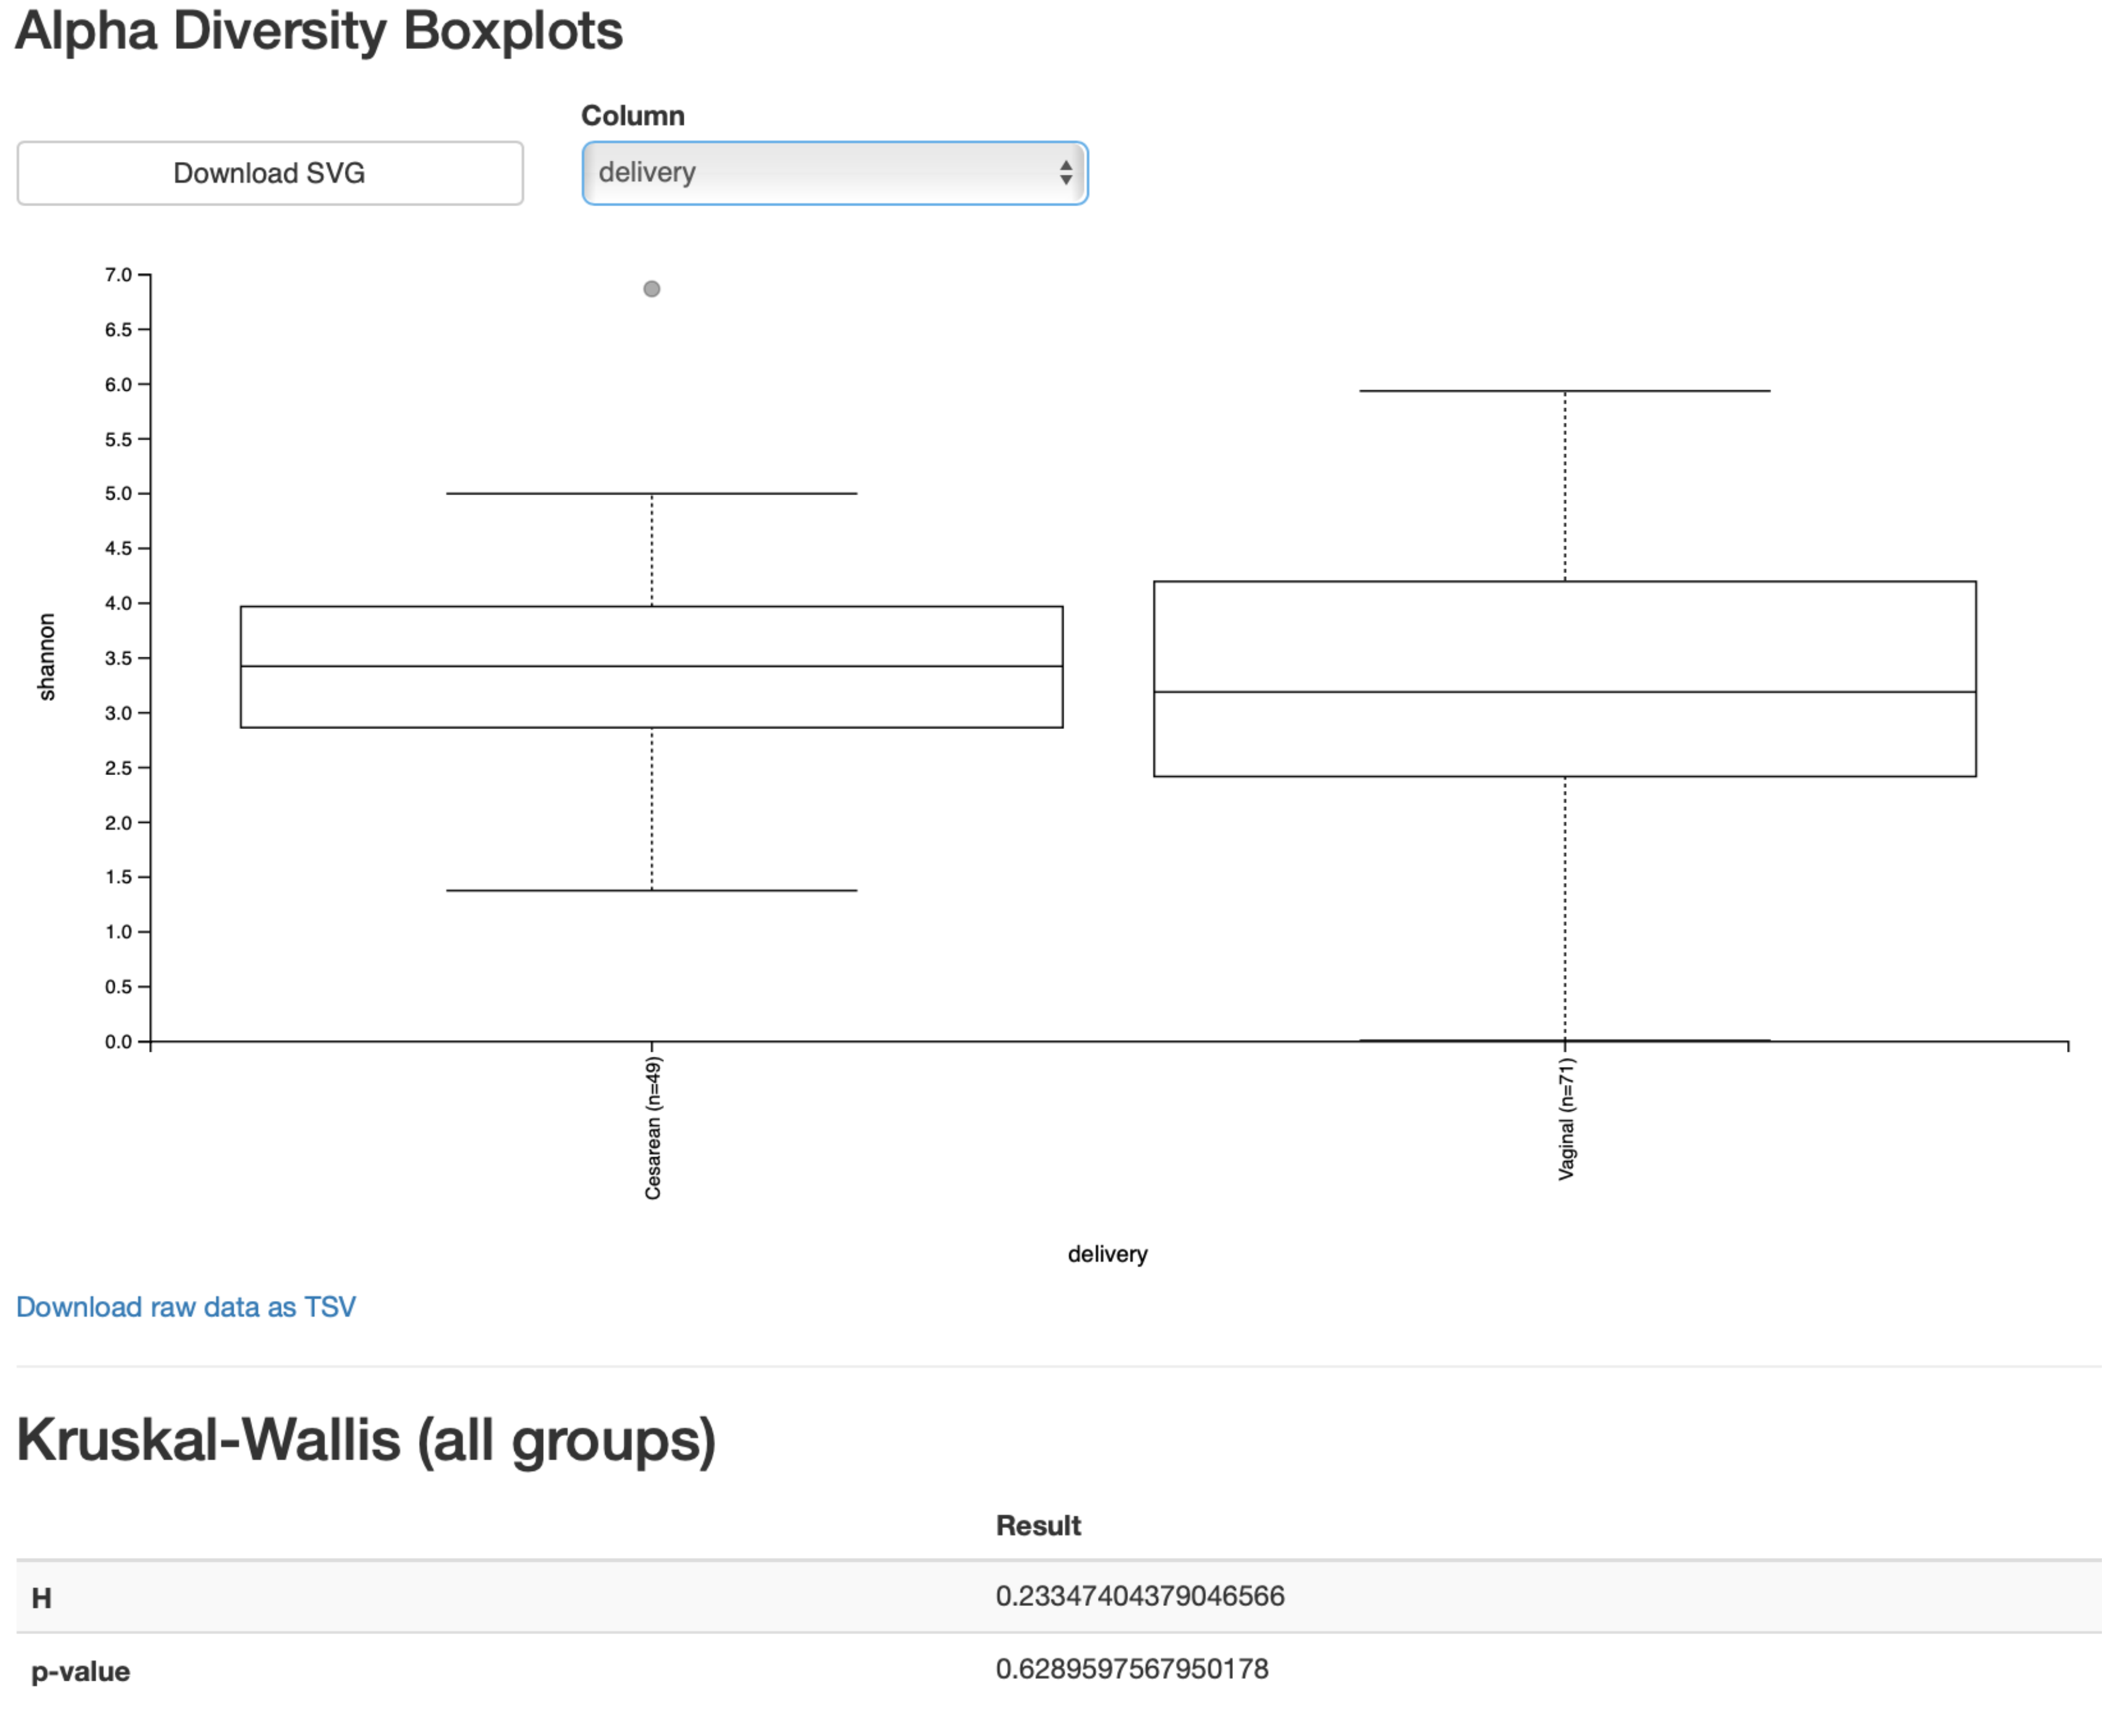 Alpha Diversity Boxplots
Column
Download SVG
delivery
7.0
6.5
6.0
5.5
5.0
4.5
4.0
3.5
3.0
2.5
2.0
1.5
1.0
0.5
0.0
shannon
Cesarean (n=49)
Vaginal (n=71)
delivery
Download raw data as TSV
Kruskal-Wallis (all groups)
Result
H 0.23347404379046566
p-value 0.6289597567950178